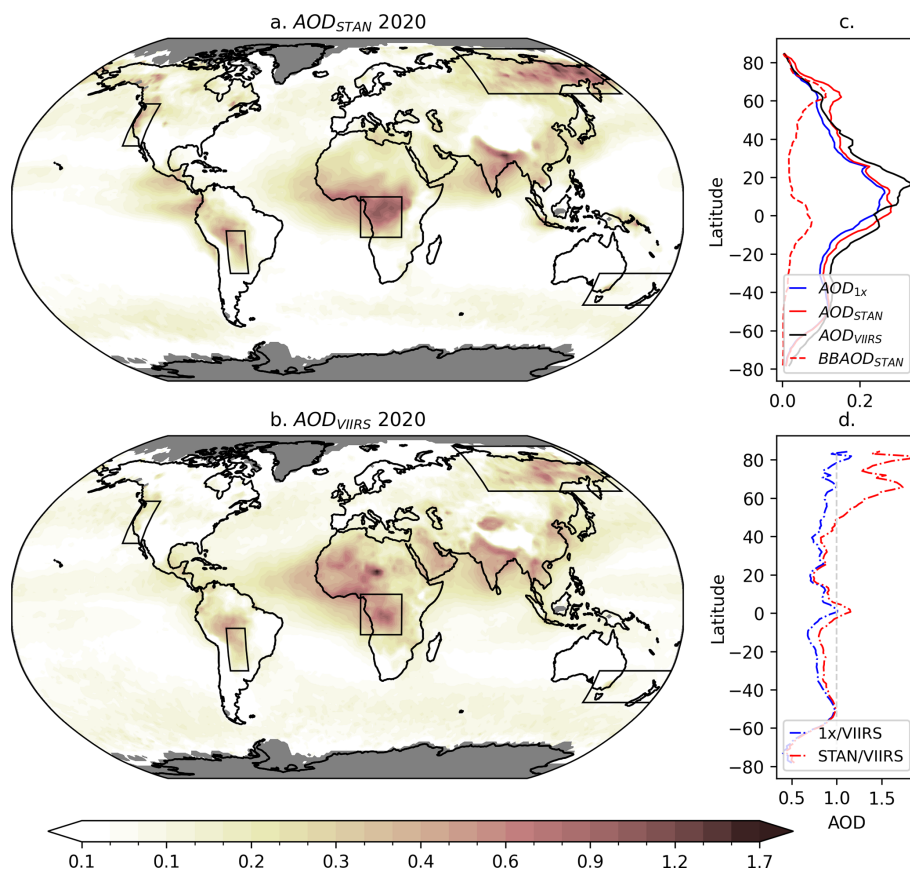 a. AOD_STAN 2020
c.
80
60
40
20
0
−20
−40
−60
−80
Latitude
AOD_1x
AOD_STAN
AOD_VIIRS
BBAOD_STAN
0.0
0.2
b. AOD_VIIRS 2020
d.
80
60
40
20
0
−20
−40
−60
−80
Latitude
1x/VIIRS
STAN/VIIRS
0.5
1.0
1.5
AOD
0.1
0.1
0.2
0.3
0.4
0.6
0.9
1.2
1.7